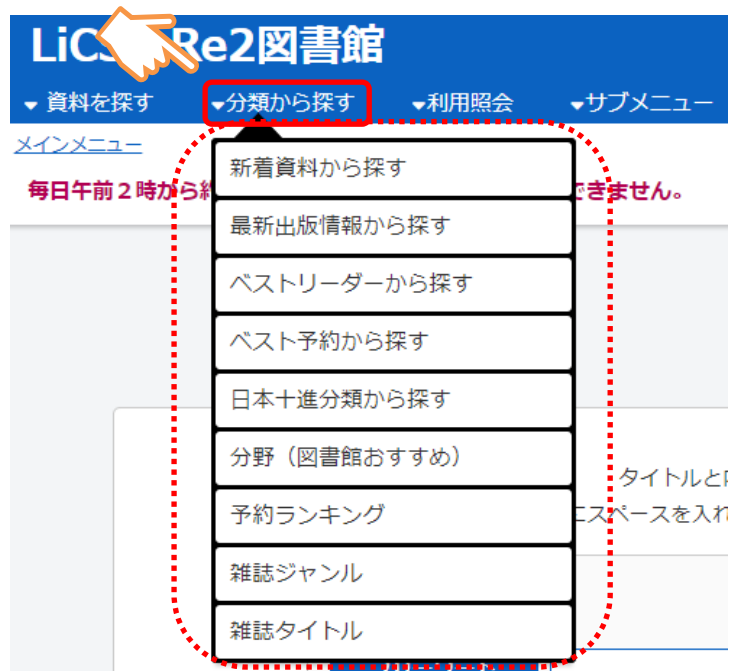 LiCS Re2図書館
▼ 資料を探す ▼分類から探す ▼利用照会 ▼サブメニュー
メインメニュー
毎日午前2時から できません。
新着資料から探す
最新出版情報から探す
ベストリーダーから探す
ベスト予約から探す
日本十進分類から探す
分野（図書館おすすめ）
タイトルと
予約ランキング
スペースを入れ
雑誌ジャンル
雑誌タイトル